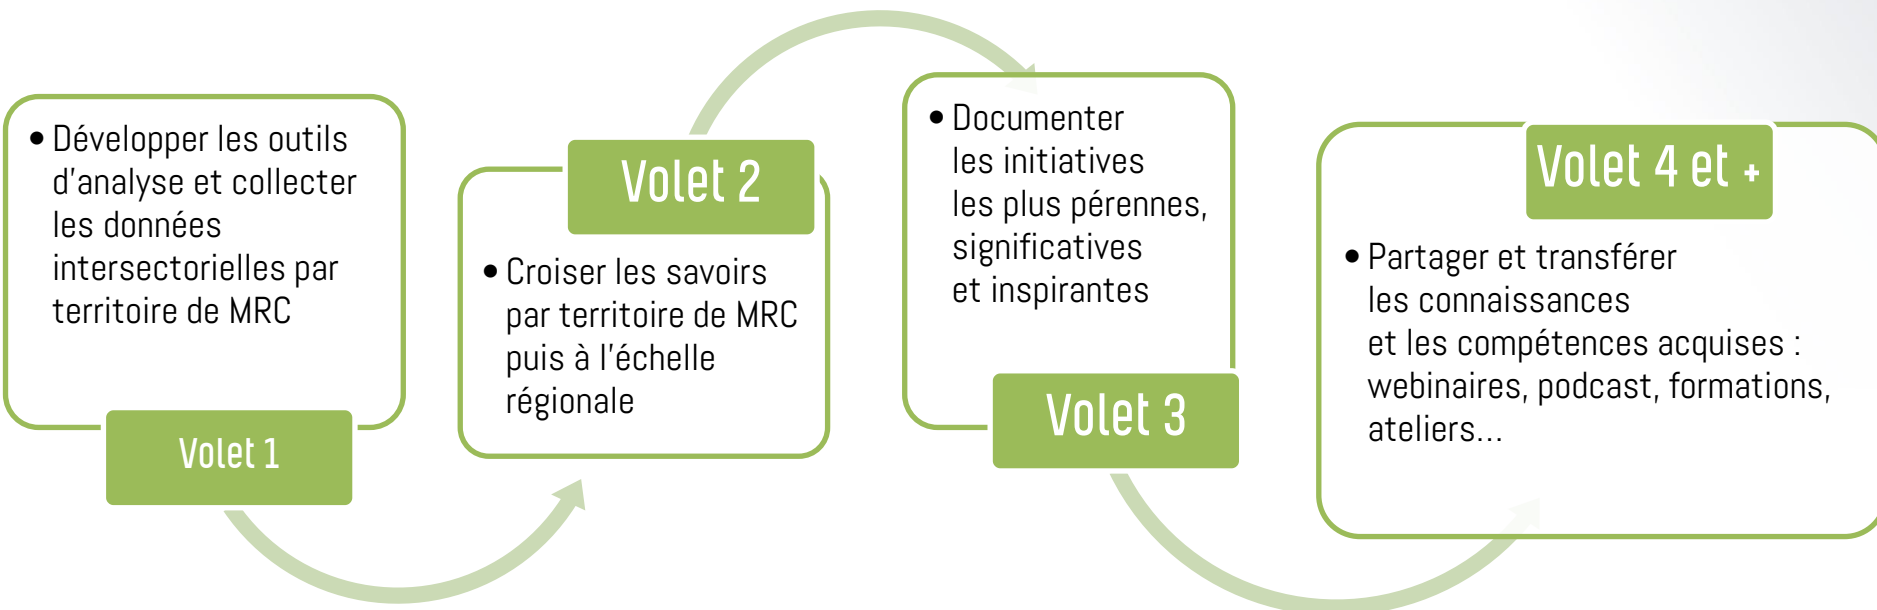 • Développer les outils
d'analyse et collecter
les données
intersectorielles par
territoire de MRC
Volet 1
Volet 2
• Croiser les savoirs
par territoire de MRC
puis à l'échelle
régionale
• Documenter
les initiatives
les plus pérennes,
significatives
et inspirantes
Volet 3
Volet 4 et +
• Partager et transférer
les connaissances
et les compétences acquises :
webinaires, podcast, formations,
ateliers...